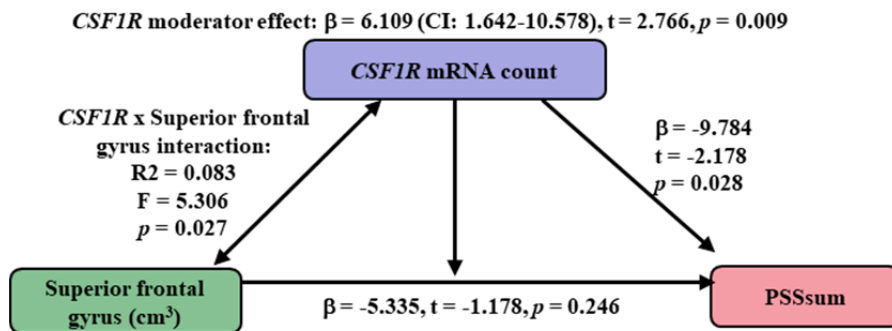 CSF1R moderator effect: β = 6.109 (CI: 1.642-10.578), t = 2.766, p = 0.009
CSF1R mRNA count
CSF1R x Superior frontal
gyrus interaction:
R2 = 0.083
F = 5.306
p = 0.027
β = -9.784
t = -2.178
p = 0.028
Superior frontal
gyrus (cm³)
β = -5.335, t = -1.178, p = 0.246
PSSsum